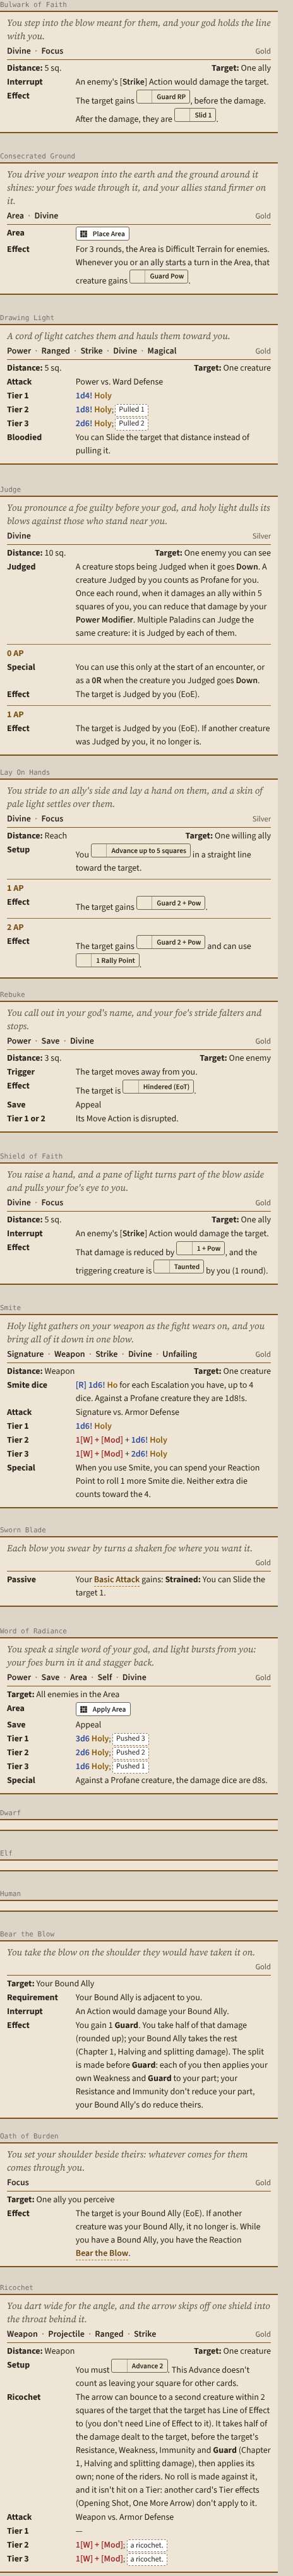 Bulwark of Faith
You step into the blow meant for them, and your god holds the line
with you.
Divine · Focus Gold
Distance: 5 sq. Target: One ally
Interrupt An enemy's [Strike] Action would damage the target.
Effect The target gains Guard RP, before the damage.
After the damage, they are Slid 1.
Consecrated Ground
You drive your weapon into the earth and the ground around it
shines: your foes wade through it, and your allies stand firmer on
it.
Area · Divine Gold
Area Place Area
Effect For 3 rounds, the Area is Difficult Terrain for enemies.
Whenever you or an ally starts a turn in the Area, that
creature gains Guard Pow.
Drawing Light
A cord of light catches them and hauls them toward you.
Power · Ranged · Strike · Divine · Magical Gold
Distance: 5 sq. Target: One creature
Attack Power vs. Ward Defense
Tier 1 1d4! Holy
Tier 2 1d8! Holy; Pulled 1
Tier 3 2d6! Holy; Pulled 2
Bloodied You can Slide the target that distance instead of
pulling it.
Judge
You pronounce a foe guilty before your god, and holy light dulls its
blows against those who stand near you.
Divine Silver
Distance: 10 sq. Target: One enemy you can see
Judged A creature stops being Judged when it goes Down. A
creature Judged by you counts as Profane for you.
Once each round, when it damages an ally within 5
squares of you, you can reduce that damage by your
Power Modifier. Multiple Paladins can Judge the
same creature: it is Judged by each of them.
0 AP
Special You can use this only at the start of an encounter, or
as a 0R when the creature you Judged goes Down.
Effect The target is Judged by you (EoE).
1 AP
Effect The target is Judged by you (EoE). If another creature
was Judged by you, it no longer is.
Lay On Hands
You stride to an ally's side and lay a hand on them, and a skin of
pale light settles over them.
Divine · Focus Silver
Distance: Reach Target: One willing ally
Setup You Advance up to 5 squares in a straight line
toward the target.
1 AP
Effect The target gains Guard 2 + Pow.
2 AP
Effect The target gains Guard 2 + Pow and can use
1 Rally Point.
Rebuke
You call out in your god's name, and your foe's stride falters and
stops.
Power · Save · Divine Gold
Distance: 3 sq. Target: One enemy
Trigger The target moves away from you.
Effect The target is Hindered (EoT).
Save Appeal
Tier 1 or 2 Its Move Action is disrupted.
Shield of Faith
You raise a hand, and a pane of light turns part of the blow aside
and pulls your foe's eye to you.
Divine · Focus Gold
Distance: 5 sq. Target: One ally
Interrupt An enemy's [Strike] Action would damage the target.
Effect That damage is reduced by 1 + Pow, and the
triggering creature is Taunted by you (1 round).
Smite
Holy light gathers on your weapon as the fight wears on, and you
bring all of it down in one blow.
Signature · Weapon · Strike · Divine · Unfailing Gold
Distance: Weapon Target: One creature
Smite dice [R] 1d6! Ho for each Escalation you have, up to 4
dice. Against a Profane creature they are 1d8!s.
Attack Signature vs. Armor Defense
Tier 1 1d6! Holy
Tier 2 1[W] + [Mod] + 1d6! Holy
Tier 3 1[W] + [Mod] + 2d6! Holy
Special When you use Smite, you can spend your Reaction
Point to roll 1 more Smite die. Neither extra die
counts toward the 4.
Sworn Blade
Each blow you swear by turns a shaken foe where you want it.
Gold
Passive Your Basic Attack gains: Strained: You can Slide the
target 1.
Word of Radiance
You speak a single word of your god, and light bursts from you:
your foes burn in it and stagger back.
Power · Save · Area · Self · Divine Gold
Target: All enemies in the Area
Area Apply Area
Save Appeal
Tier 1 3d6 Holy; Pushed 3
Tier 2 2d6 Holy; Pushed 2
Tier 3 1d6 Holy; Pushed 1
Special Against a Profane creature, the damage dice are d8s.
Dwarf
Elf
Human
Bear the Blow
You take the blow on the shoulder they would have taken it on.
Gold
Target: Your Bound Ally
Requirement Your Bound Ally is adjacent to you.
Interrupt An Action would damage your Bound Ally.
Effect You gain 1 Guard. You take half of that damage
(rounded up); your Bound Ally takes the rest
(Chapter 1, Halving and splitting damage). The split
is made before Guard: each of you then applies your
own Weakness and Guard to your part; your
Resistance and Immunity don't reduce your part,
your Bound Ally's do reduce theirs.
Oath of Burden
You set your shoulder beside theirs: whatever comes for them
comes through you.
Focus Gold
Target: One ally you perceive
Effect The target is your Bound Ally (EoE). If another
creature was your Bound Ally, it no longer is. While
you have a Bound Ally, you have the Reaction
Bear the Blow.
Ricochet
You dart wide for the angle, and the arrow skips off one shield into
the throat behind it.
Weapon · Projectile · Ranged · Strike Gold
Distance: Weapon Target: One creature
Setup You must Advance 2. This Advance doesn't
count as leaving your square for other cards.
Ricochet The arrow can bounce to a second creature within 2
squares of the target that the target has Line of Effect
to (you don't need Line of Effect to it). It takes half of
the damage dealt to the target, before the target's
Resistance, Weakness, Immunity and Guard (Chapter
1, Halving and splitting damage), then applies its
own; none of the riders. No roll is made against it,
and it isn't hit on a Tier: another card's Tier effects
(Opening Shot, One More Arrow) don't apply to it.
Attack Weapon vs. Armor Defense
Tier 1 —
Tier 2 1[W] + [Mod]; a ricochet.
Tier 3 1[W] + [Mod]; a ricochet.